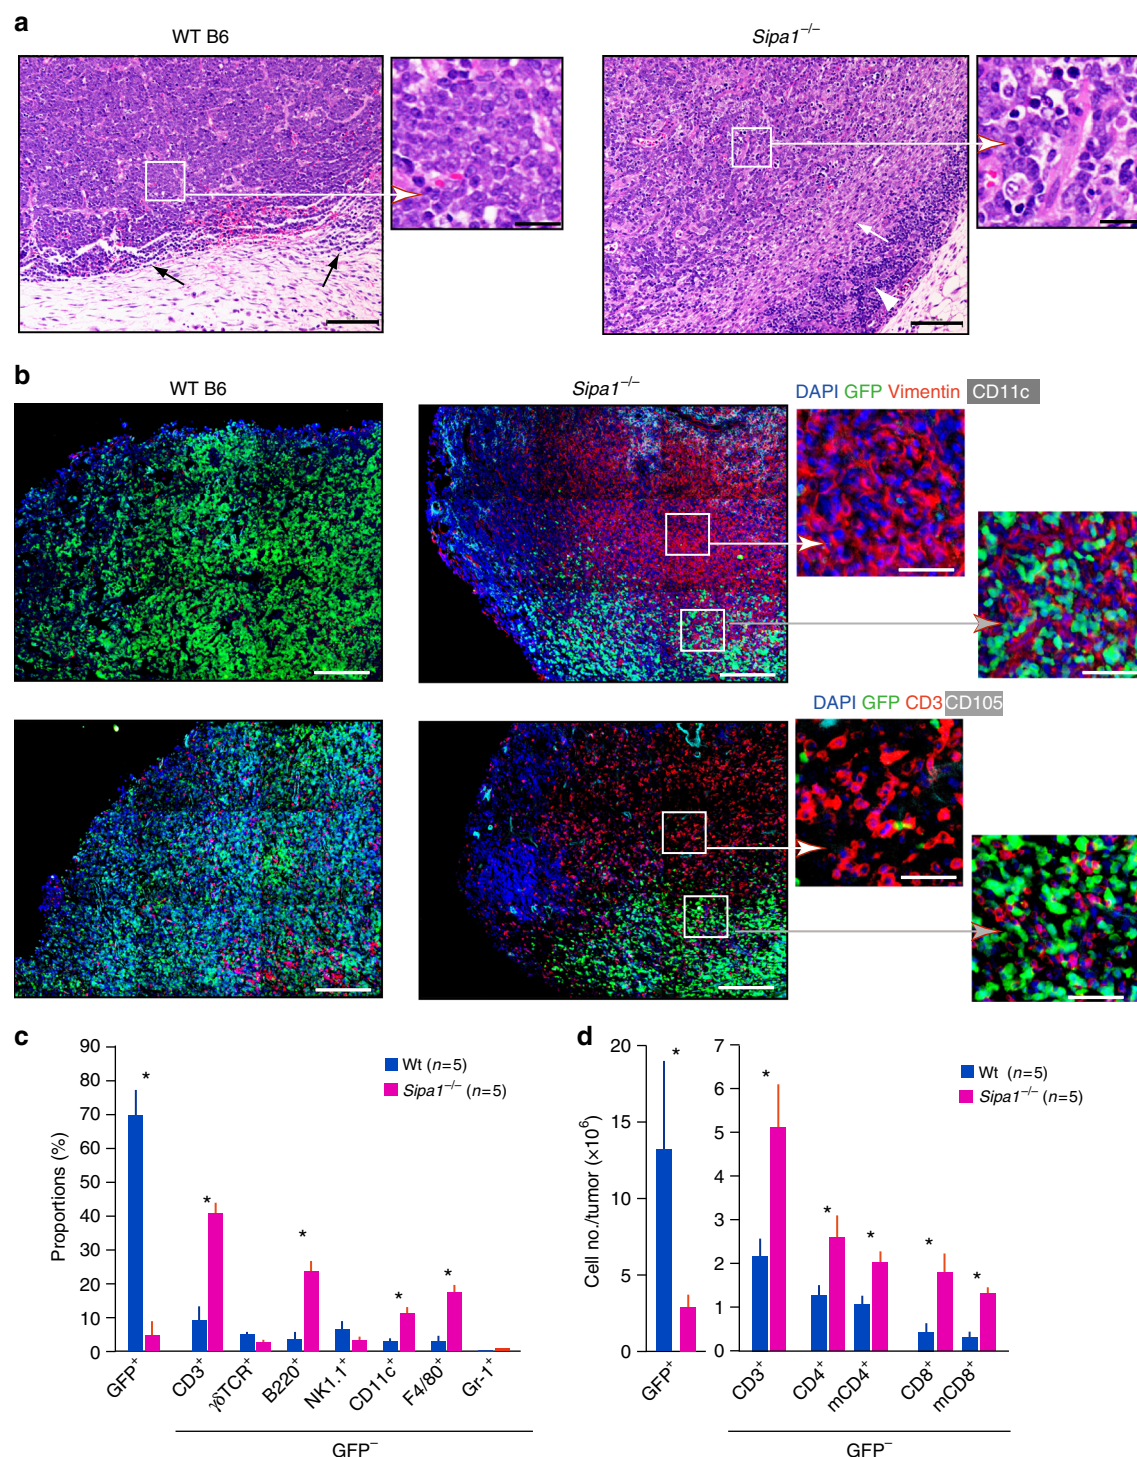 a
WT B6
Sipa1–/–
b
WT B6
Sipa1–/–
DAPI GFP Vimentin CD11c
DAPI GFP CD3 CD105
c
Proportions (%)
90
80
70
60
50
40
30
20
10
0
Wt (n=5)
Sipa1–/– (n=5)
*
*
*
*
*
GFP+
CD3+
γδTCR+
B220+
NK1.1+
CD11c+
F4/80+
Gr-1+
GFP–
d
Cell no./tumor (×10⁶)
20
15
10
5
0
*
GFP+
7
6
5
4
3
2
1
0
Wt (n=5)
Sipa1–/– (n=5)
*
*
*
*
*
CD3+
CD4+
mCD4+
CD8+
mCD8+
GFP–